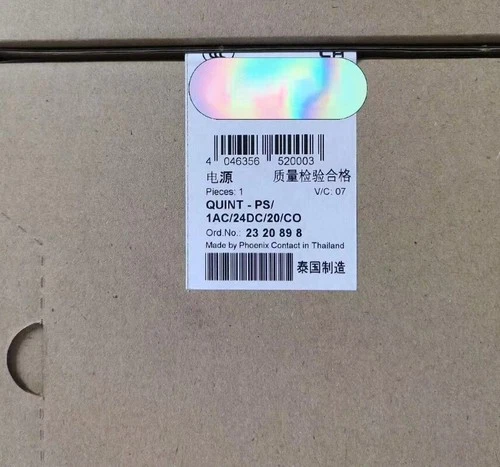 4 046356 520003
电源 质量检验合格
Pieces: 1 V/C: 07
QUINT - PS/
1AC/24DC/20/CO
Ord.No.: 23 20 89 8
Made by Phoenix Contact in Thailand
泰国制造